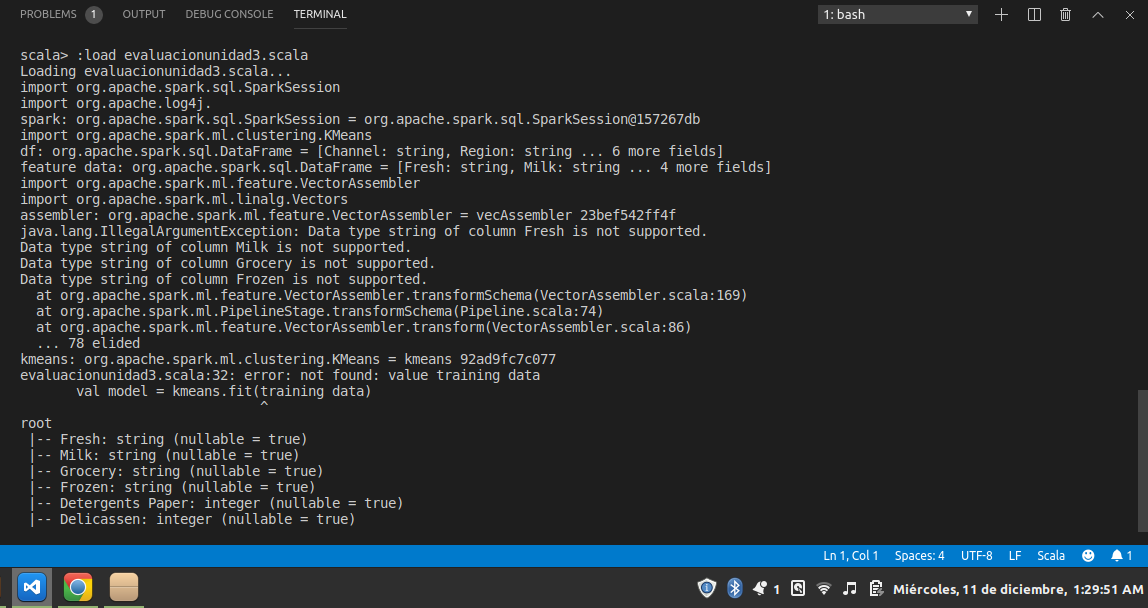 PROBLEMS 1 OUTPUT DEBUG CONSOLE TERMINAL 1: bash
scala> :load evaluacionunidad3.scala
Loading evaluacionunidad3.scala...
import org.apache.spark.sql.SparkSession
import org.apache.log4j.
spark: org.apache.spark.sql.SparkSession = org.apache.spark.sql.SparkSession@157267db
import org.apache.spark.ml.clustering.KMeans
df: org.apache.spark.sql.DataFrame = [Channel: string, Region: string ... 6 more fields]
feature data: org.apache.spark.sql.DataFrame = [Fresh: string, Milk: string ... 4 more fields]
import org.apache.spark.ml.feature.VectorAssembler
import org.apache.spark.ml.linalg.Vectors
assembler: org.apache.spark.ml.feature.VectorAssembler = vecAssembler 23bef542ff4f
java.lang.IllegalArgumentException: Data type string of column Fresh is not supported.
Data type string of column Milk is not supported.
Data type string of column Grocery is not supported.
Data type string of column Frozen is not supported.
at org.apache.spark.ml.feature.VectorAssembler.transformSchema(VectorAssembler.scala:169)
at org.apache.spark.ml.PipelineStage.transformSchema(Pipeline.scala:74)
at org.apache.spark.ml.feature.VectorAssembler.transform(VectorAssembler.scala:86)
... 78 elided
kmeans: org.apache.spark.ml.clustering.KMeans = kmeans 92ad9fc7c077
evaluacionunidad3.scala:32: error: not found: value training data
val model = kmeans.fit(training data)
^
root
|-- Fresh: string (nullable = true)
|-- Milk: string (nullable = true)
|-- Grocery: string (nullable = true)
|-- Frozen: string (nullable = true)
|-- Detergents Paper: integer (nullable = true)
|-- Delicassen: integer (nullable = true)
Ln 1, Col 1 Spaces: 4 UTF-8 LF Scala 1
1 Miércoles, 11 de diciembre, 1:29:51 AM